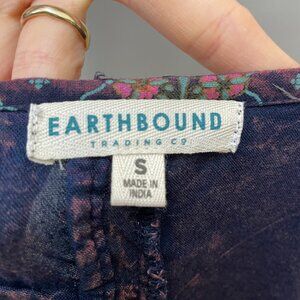 EARTHBOUND
TRADING CO
S
MADE IN
INDIA